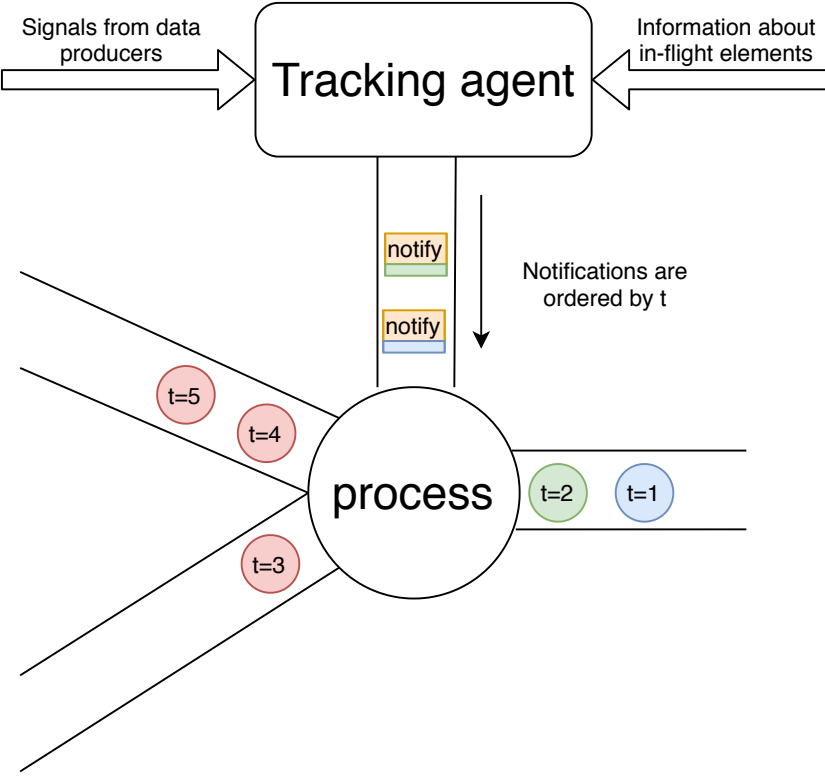 Signals from data
producers
Tracking agent
Information about
in-flight elements
notify
notify
Notifications are
ordered by t
t=5
t=4
process
t=2
t=1
t=3